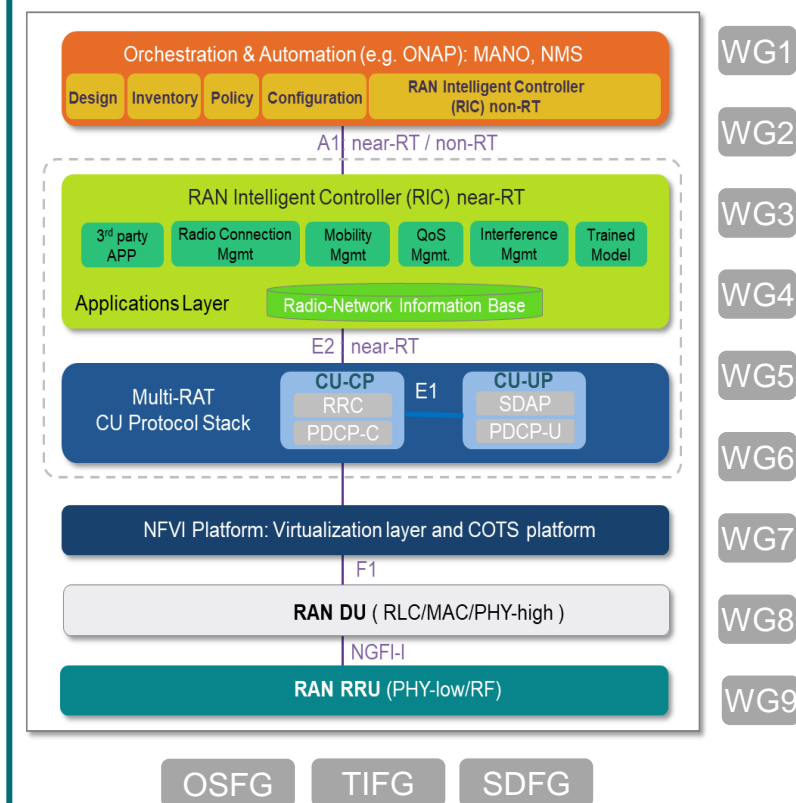 Orchestration & Automation (e.g. ONAP): MANO, NMS
Design
Inventory
Policy
Configuration
RAN Intelligent Controller
(RIC) non-RT
A1: near-RT / non-RT
RAN Intelligent Controller (RIC) near-RT
3rd party
APP
Radio Connection
Mgmt
Mobility
Mgmt
QoS
Mgmt.
Interference
Mgmt
Trained
Model
Applications Layer
Radio-Network Information Base
E2: near-RT
Multi-RAT
CU Protocol Stack
CU-CP
RRC
PDCP-C
E1
CU-UP
SDAP
PDCP-U
NFVI Platform: Virtualization layer and COTS platform
F1
RAN DU ( RLC/MAC/PHY-high )
NGFI-I
RAN RRU (PHY-low/RF)
WG1
WG2
WG3
WG4
WG5
WG6
WG7
WG8
WG9
OSFG
TIFG
SDFG